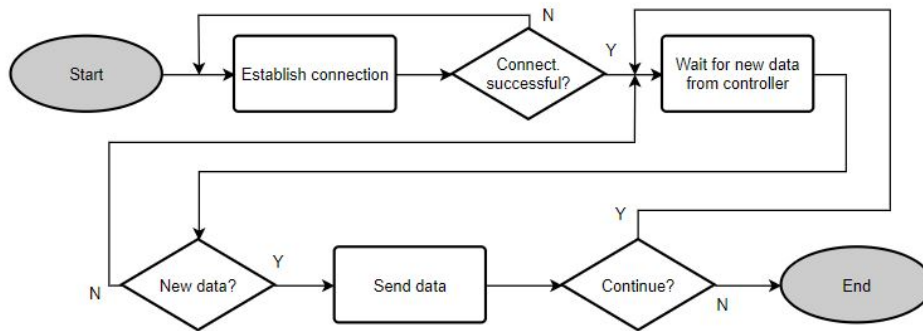 N
Start
Establish connection
Connect.
successful?
Y
Wait for new data
from controller
Y
N
New data?
Y
Send data
Continue?
N
End